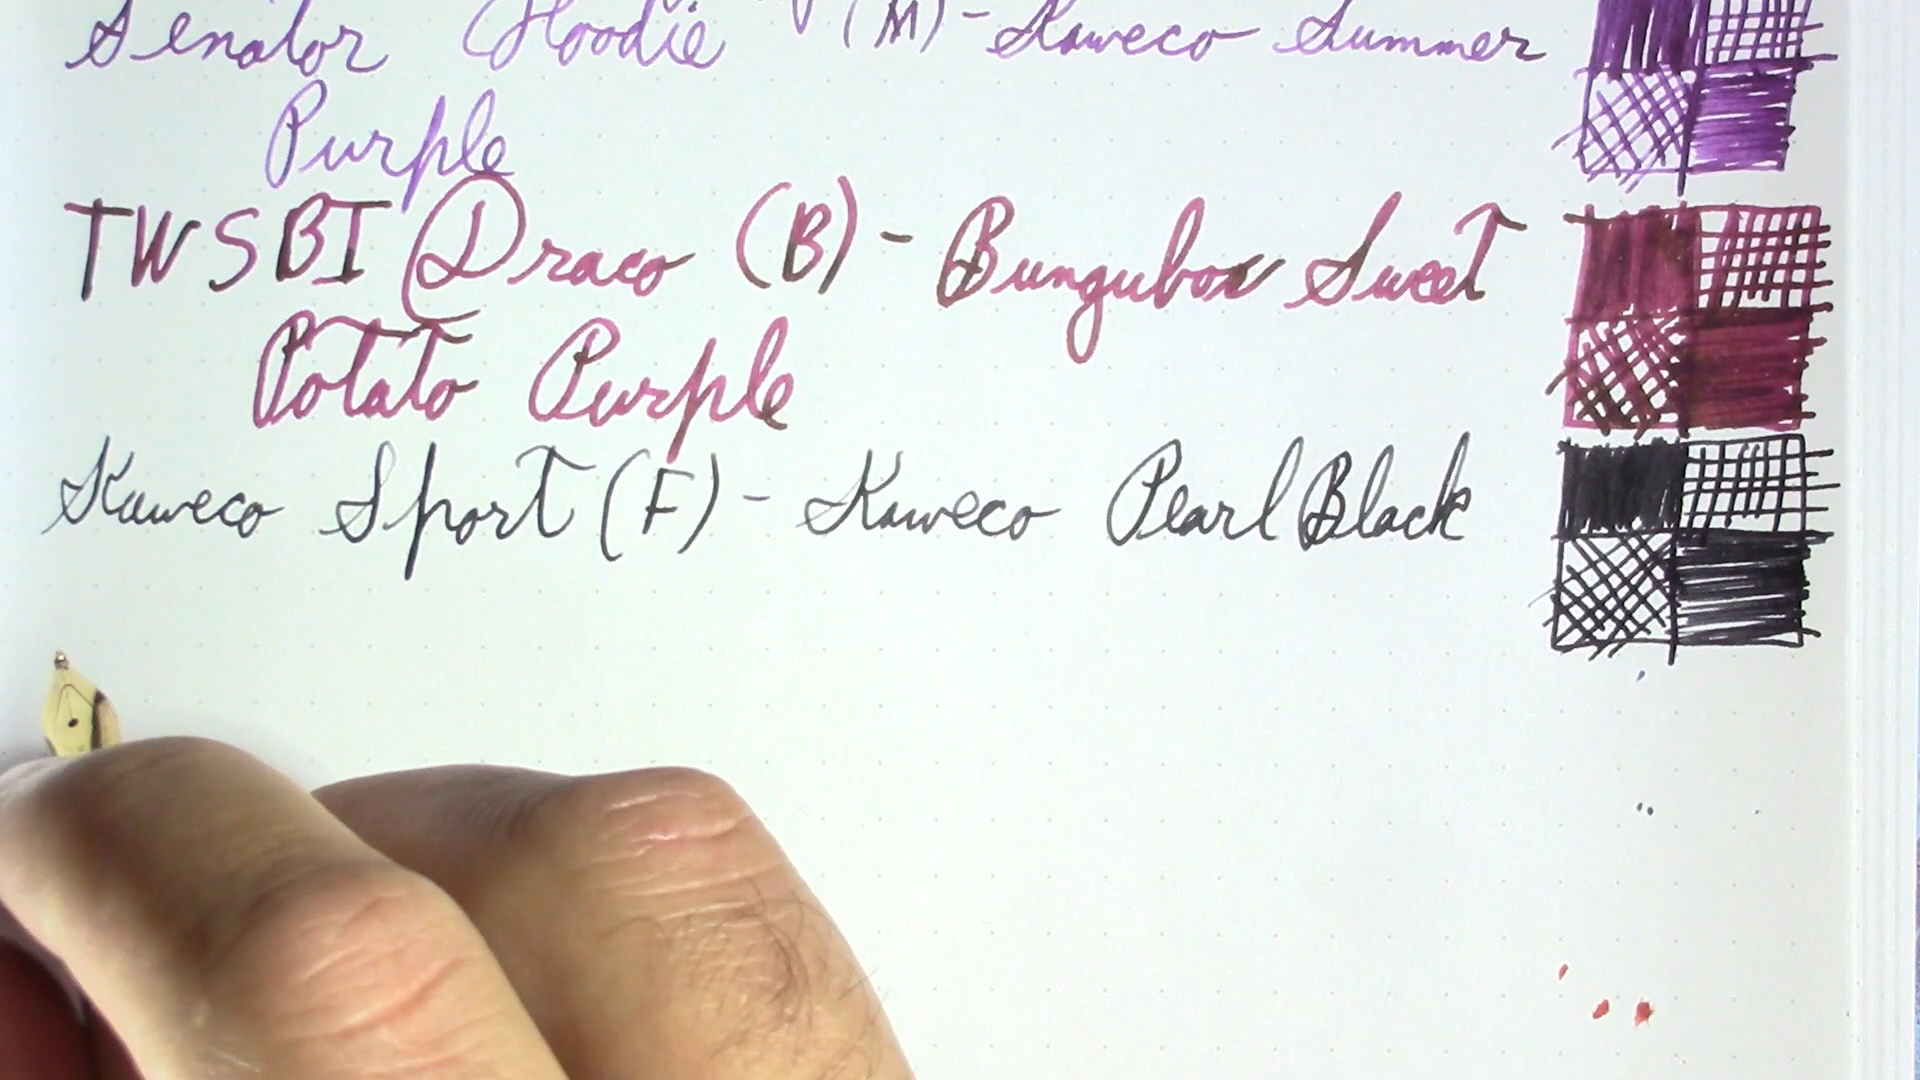 Senator Hoodie (M) - Kaweco Summer
Purple
TWSBI Draco (B) - Bungubox Sweet
Potato Purple
Kaweco Sport (F) - Kaweco Pearl Black